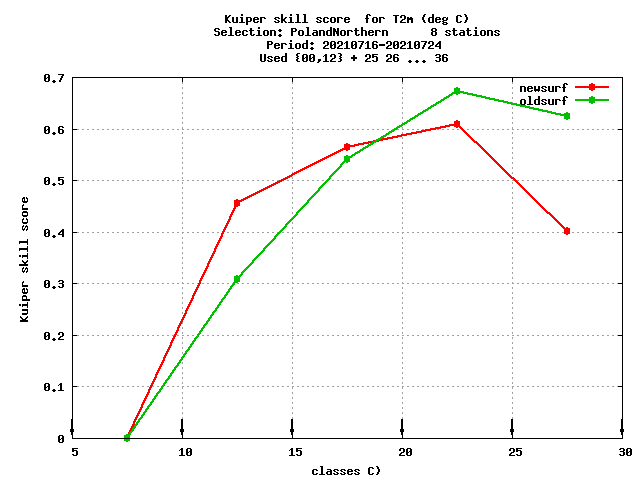 Kuiper skill score  for T2m (deg C)
Selection: PolandNorthern      8 stations
Period: 20210716-20210724
Used {00,12} + 25 26 ... 36
newsurf
oldsurf
0.7
0.6
0.5
0.4
0.3
0.2
0.1
0
Kuiper skill score
5 10 15 20 25 30
classes C)